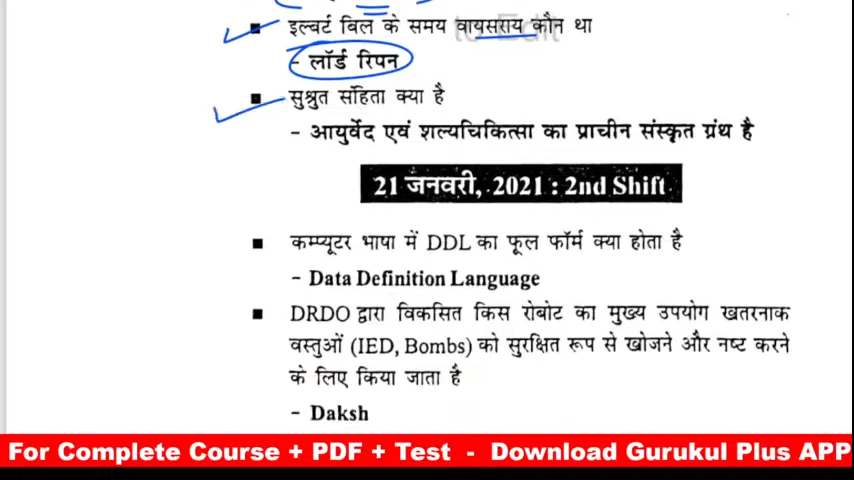 इल्बर्ट बिल के समय वायसराय कौन था
to Edit
- लॉर्ड रिपन
सुश्रुत संहिता क्या है
- आयुर्वेद एवं शल्यचिकित्सा का प्राचीन संस्कृत ग्रंथ है
21 जनवरी, 2021 : 2nd Shift
कम्प्यूटर भाषा में DDL का फूल फॉर्म क्या होता है
- Data Definition Language
DRDO द्वारा विकसित किस रोबोट का मुख्य उपयोग खतरनाक
वस्तुओं (IED, Bombs) को सुरक्षित रूप से खोजने और नष्ट करने
के लिए किया जाता है
- Daksh
For Complete Course + PDF + Test - Download Gurukul Plus APP